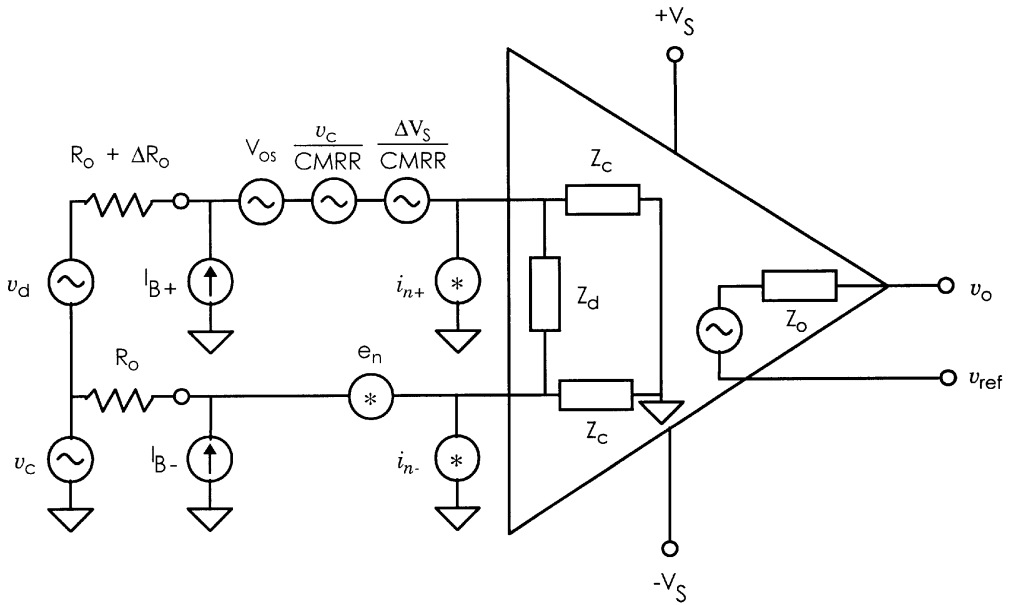 +V_S
R_o + ΔR_o
V_os
v_c
CMRR
ΔV_S
CMRR
Z_c
v_d
I_B+
i_n+
*
Z_d
Z_o
v_o
R_o
e_n
*
v_ref
v_c
I_B-
i_n-
*
Z_c
-V_S